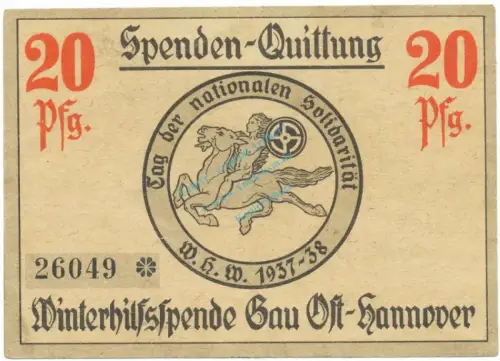 Spenden-Quittung
20 Pfg.
20 Pfg.
Tag der nationalen Solidarität
W.H.W. 1937-38
26049
Winterhilfsspende Gau Ost-Hannover